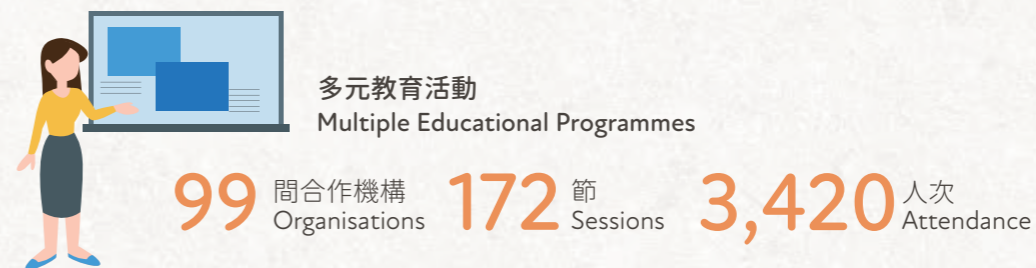 多元教育活動
Multiple Educational Programmes
99 間合作機構 Organisations
172 節 Sessions
3,420 人次 Attendance